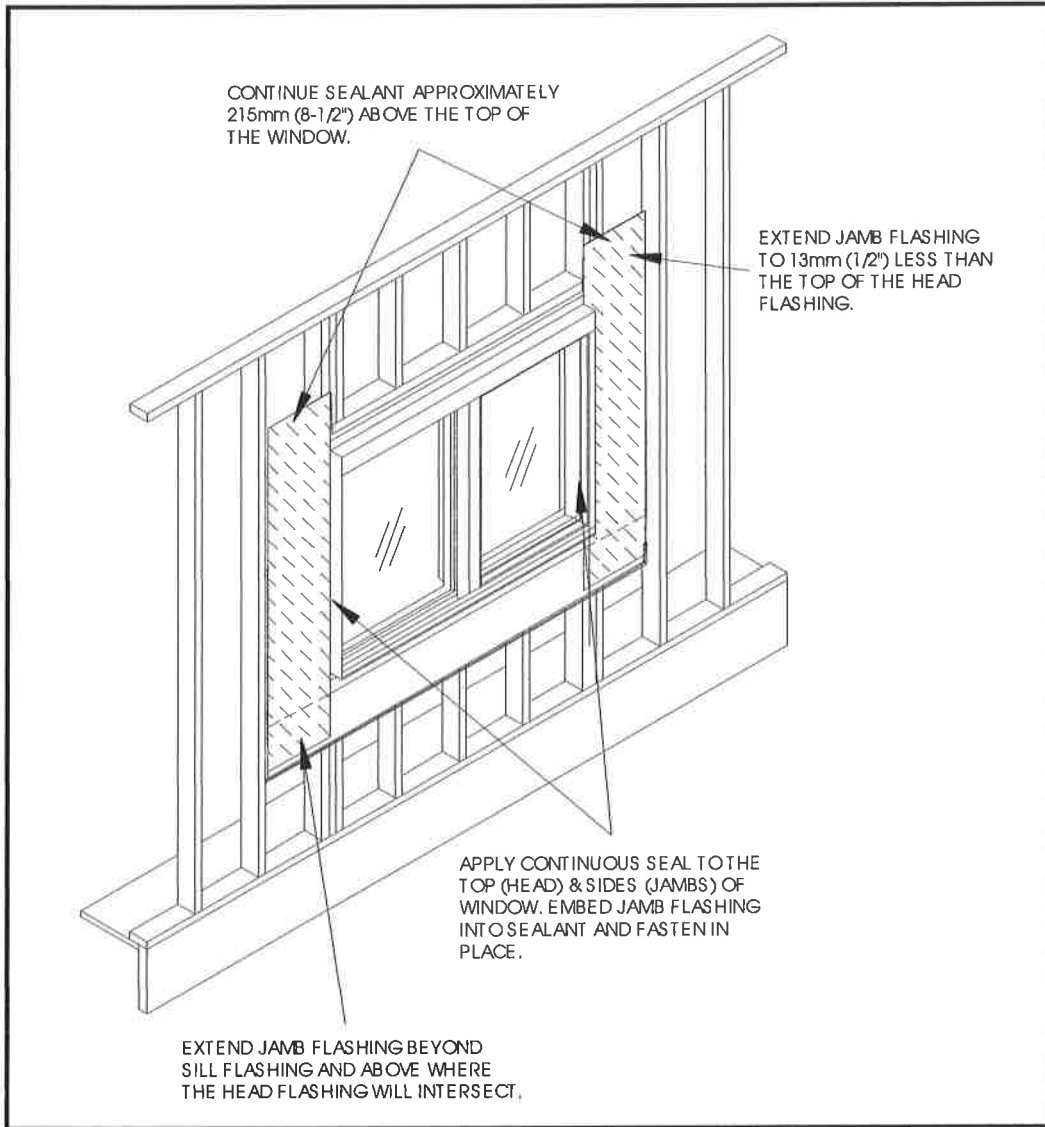 CONTINUE SEALANT APPROXIMATELY
215mm (8-1/2") ABOVE THE TOP OF
THE WINDOW.
EXTEND JAMB FLASHING
TO 13mm (1/2") LESS THAN
THE TOP OF THE HEAD
FLASHING.
APPLY CONTINUOUS SEAL TO THE
TOP (HEAD) & SIDES (JAMBS) OF
WINDOW. EMBED JAMB FLASHING
INTO SEALANT AND FASTEN IN
PLACE.
EXTEND JAMB FLASHING BEYOND
SILL FLASHING AND ABOVE WHERE
THE HEAD FLASHING WILL INTERSECT.